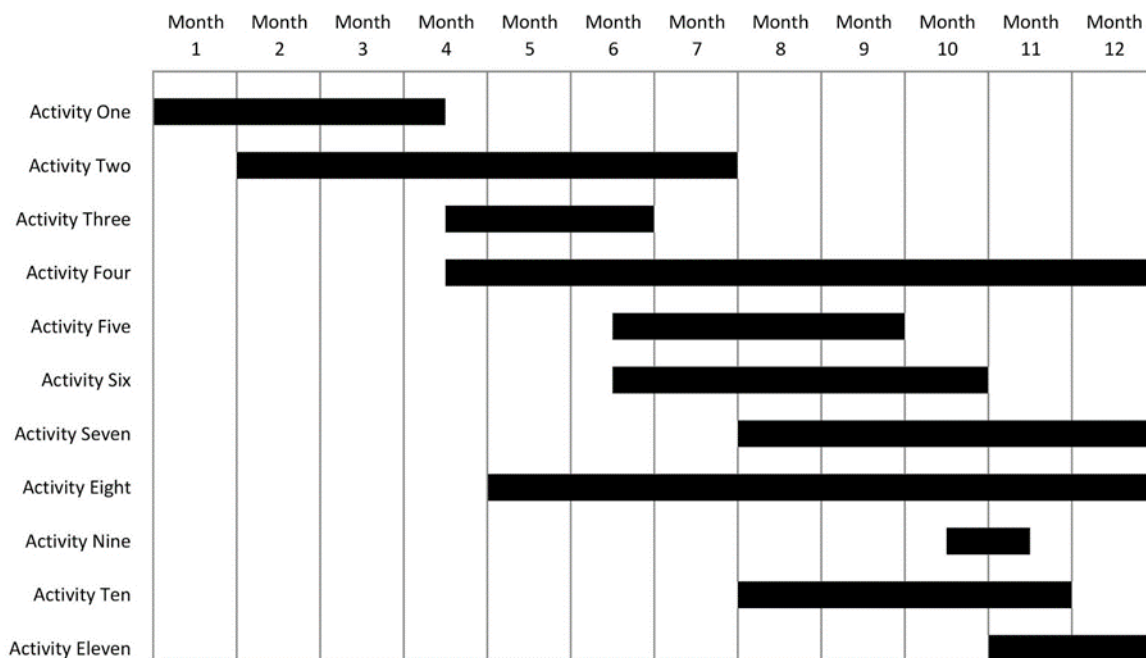 Month Month Month Month Month Month Month Month Month Month Month Month
1 2 3 4 5 6 7 8 9 10 11 12
Activity One
Activity Two
Activity Three
Activity Four
Activity Five
Activity Six
Activity Seven
Activity Eight
Activity Nine
Activity Ten
Activity Eleven